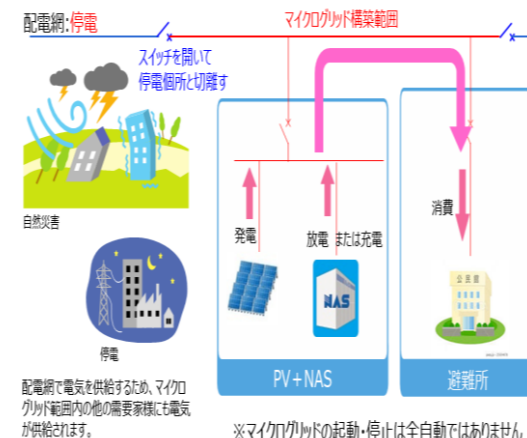 配電網:停電
マイクログリッド構築範囲
スイッチを開いて
停電個所と切離す
自然災害
停電
配電網で電気を供給するため、マイクロ
グリッド範囲内の他の需要家様にも電気
が供給されます。
発電
放電 または充電
消費
NAS
公民館
PV+NAS
避難所
※マイクログリッドの起動・停止は全自動ではありません。